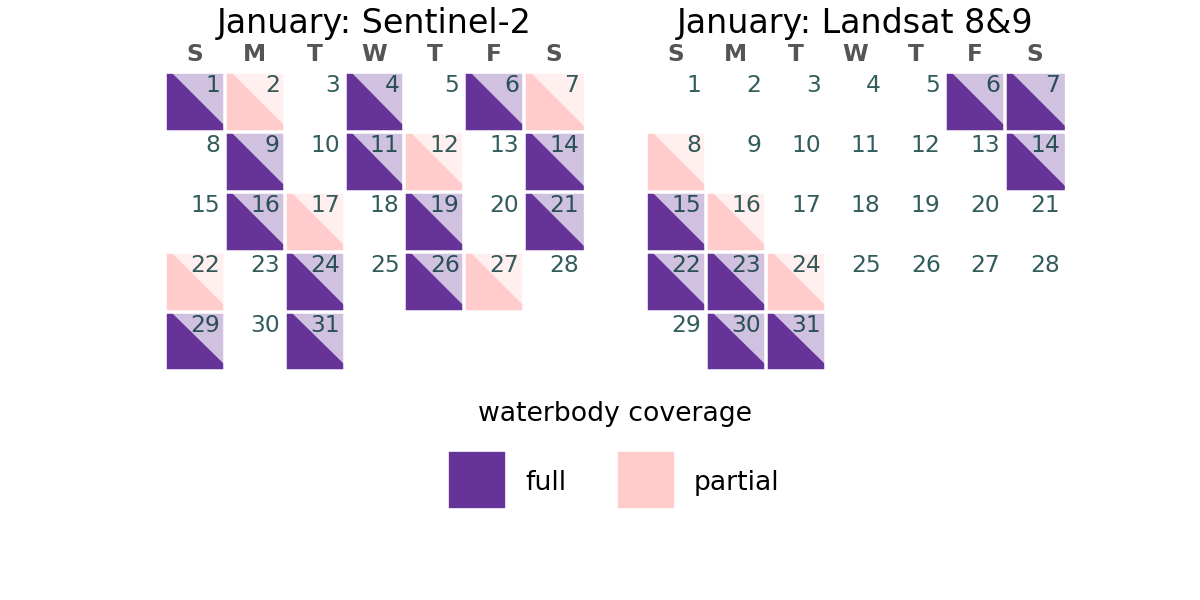 January: Sentinel-2
S M T W T F S
1 2 3 4 5 6 7
8 9 10 11 12 13 14
15 16 17 18 19 20 21
22 23 24 25 26 27 28
29 30 31
January: Landsat 8&9
S M T W T F S
1 2 3 4 5 6 7
8 9 10 11 12 13 14
15 16 17 18 19 20 21
22 23 24 25 26 27 28
29 30 31
waterbody coverage
full
partial